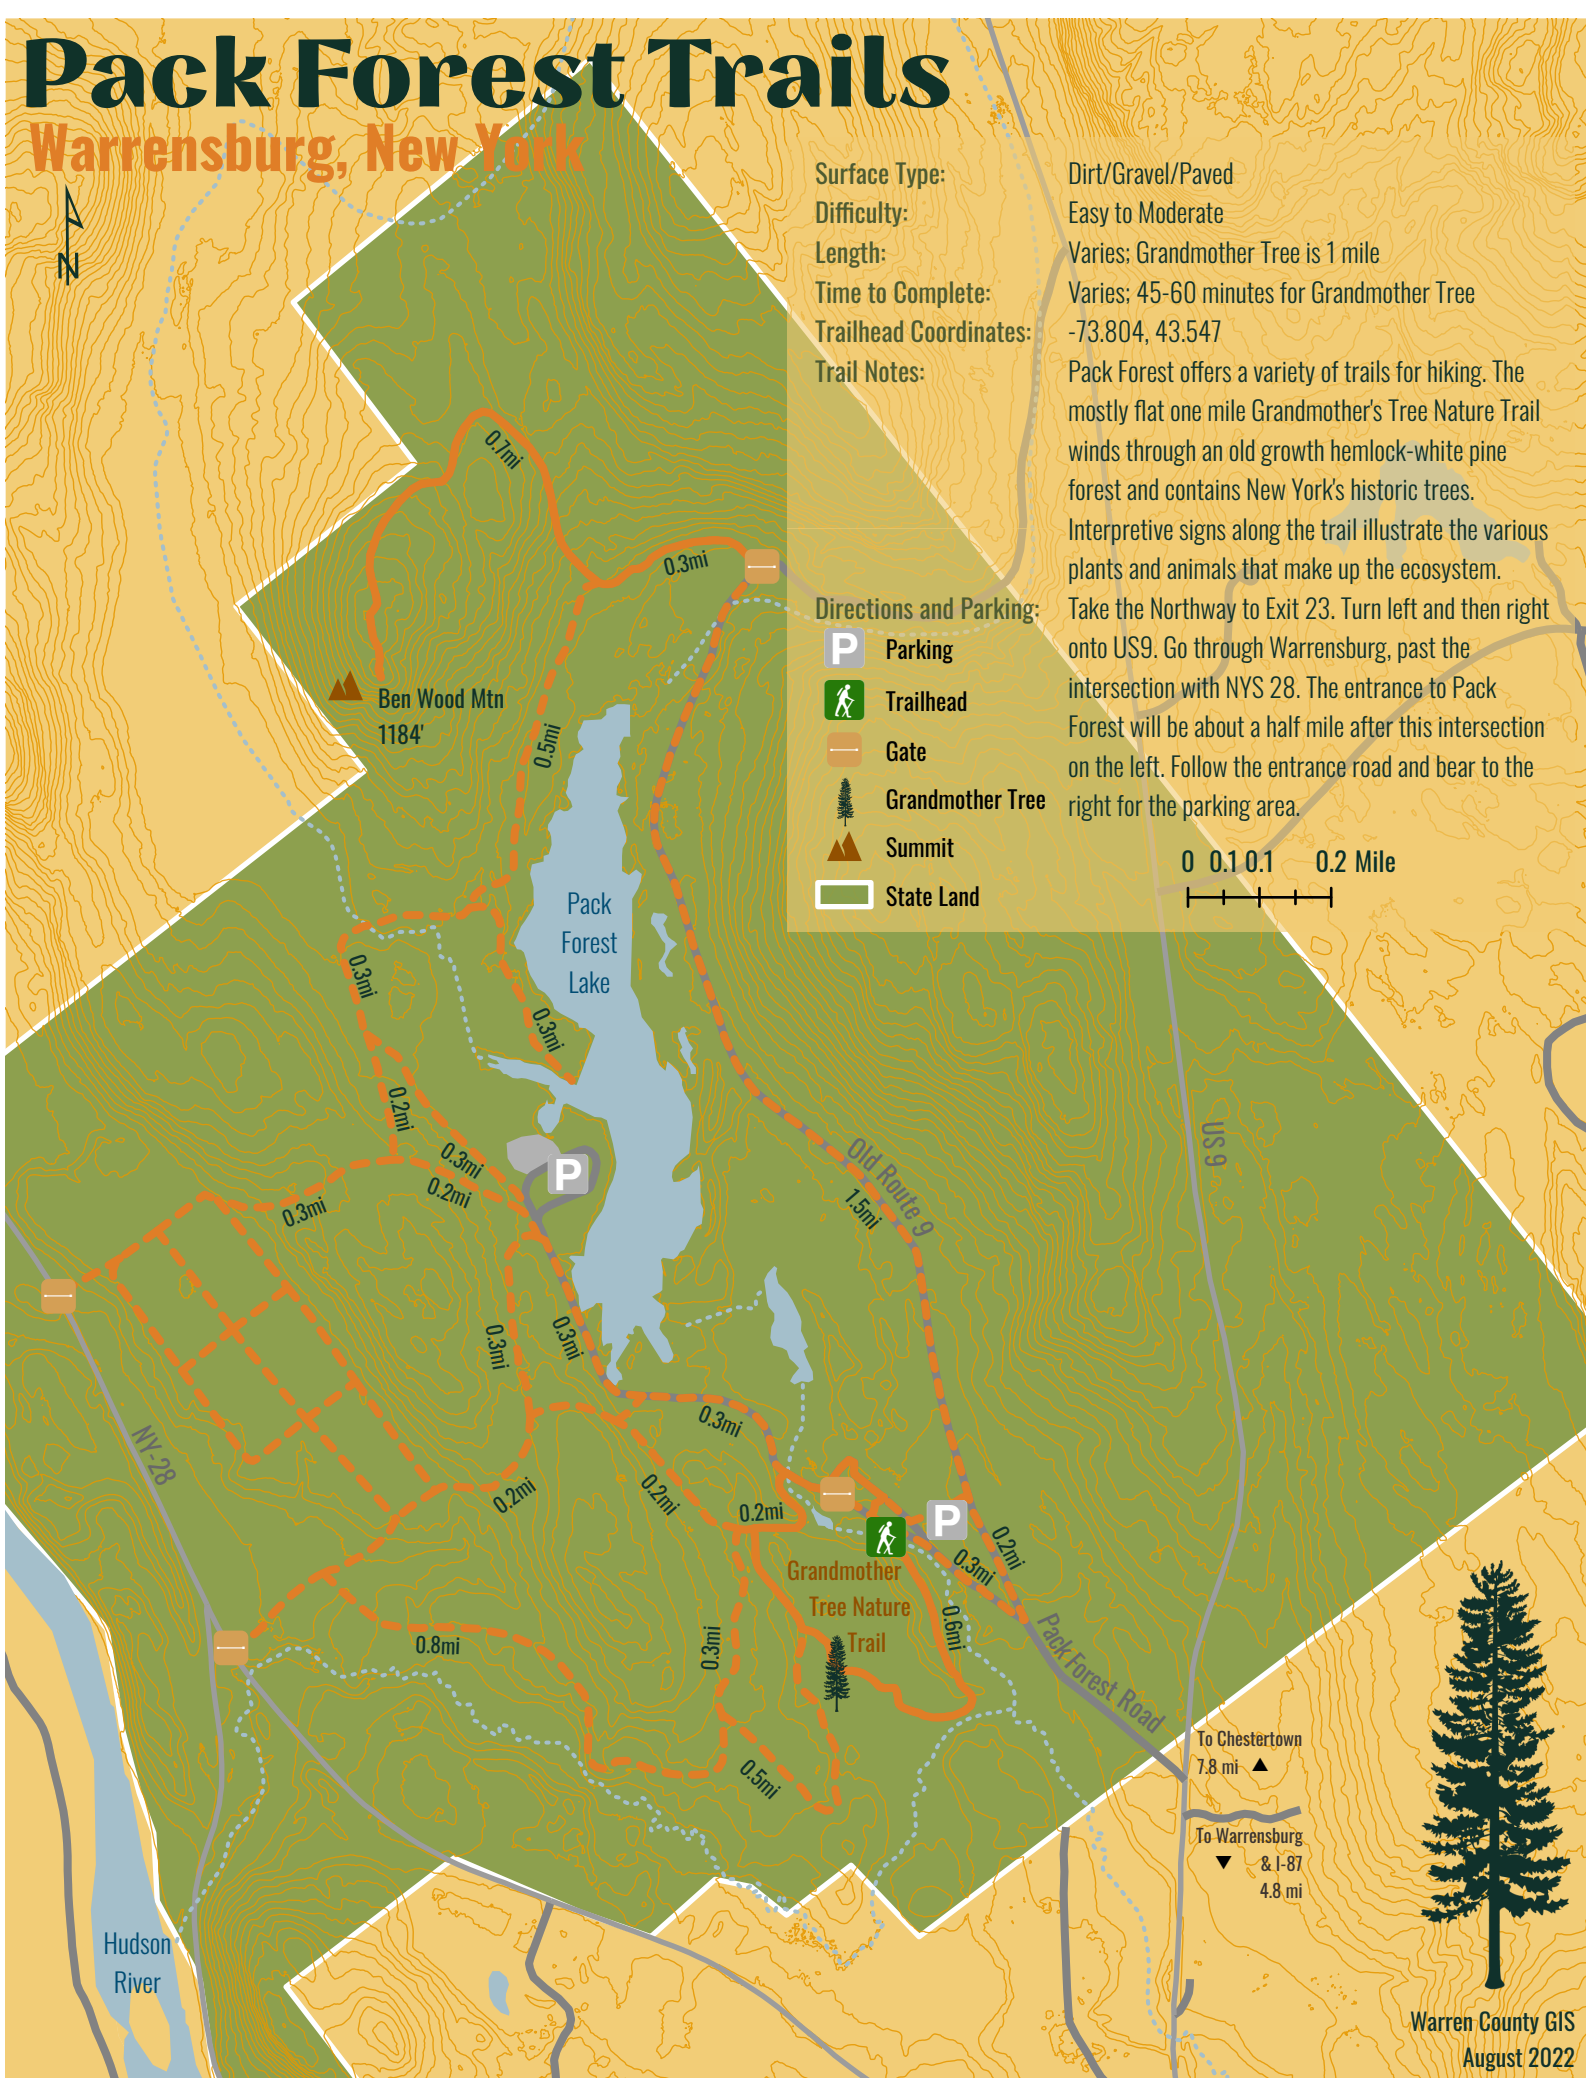 Pack Forest Trails
Warrensburg, New York
N
Surface Type: Dirt/Gravel/Paved
Difficulty: Easy to Moderate
Length: Varies; Grandmother Tree is 1 mile
Time to Complete: Varies; 45-60 minutes for Grandmother Tree
Trailhead Coordinates: -73.804, 43.547
Trail Notes: Pack Forest offers a variety of trails for hiking. The
mostly flat one mile Grandmother's Tree Nature Trail
winds through an old growth hemlock-white pine
forest and contains New York's historic trees.
Interpretive signs along the trail illustrate the various
plants and animals that make up the ecosystem.
Directions and Parking: Take the Northway to Exit 23. Turn left and then right
onto US9. Go through Warrensburg, past the
intersection with NYS 28. The entrance to Pack
Forest will be about a half mile after this intersection
on the left. Follow the entrance road and bear to the
right for the parking area.
P Parking
Trailhead
Gate
Grandmother Tree
Summit
State Land
0 0.1 0.1 0.2 Mile
0.7mi
0.3mi
Ben Wood Mtn
1184'
0.5mi
Pack
Forest
Lake
0.3mi
0.3mi
0.2mi
0.3mi
0.2mi
0.3mi
P
Old Route 9
1.5mi
US 9
0.3mi
0.3mi
0.3mi
NY-28
0.2mi
0.2mi
0.2mi
P
0.2mi
0.3mi
Grandmother
Tree Nature
Trail
0.6mi
0.3mi
0.8mi
0.5mi
Pack Forest Road
To Chestertown
7.8 mi
To Warrensburg
& I-87
4.8 mi
Hudson
River
Warren County GIS
August 2022